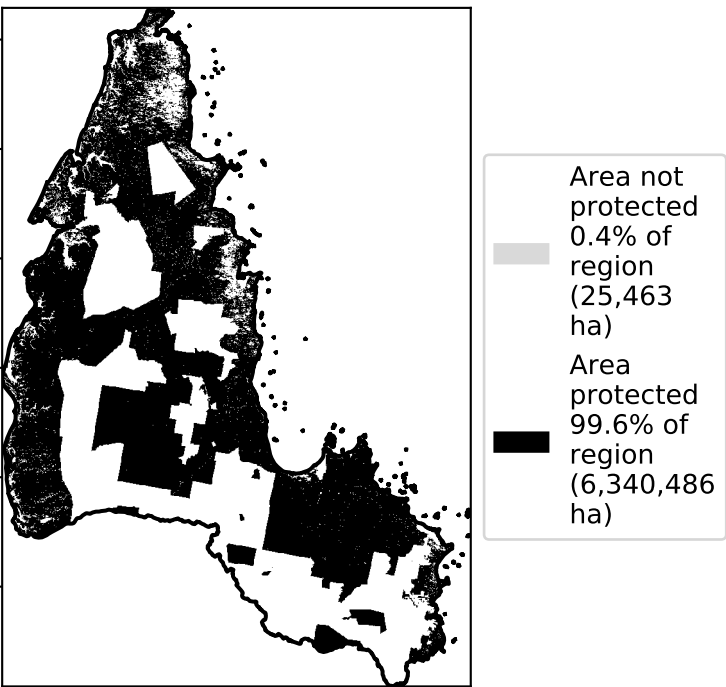 Area not
protected
0.4% of
region
(25,463
ha)
Area
protected
99.6% of
region
(6,340,486
ha)